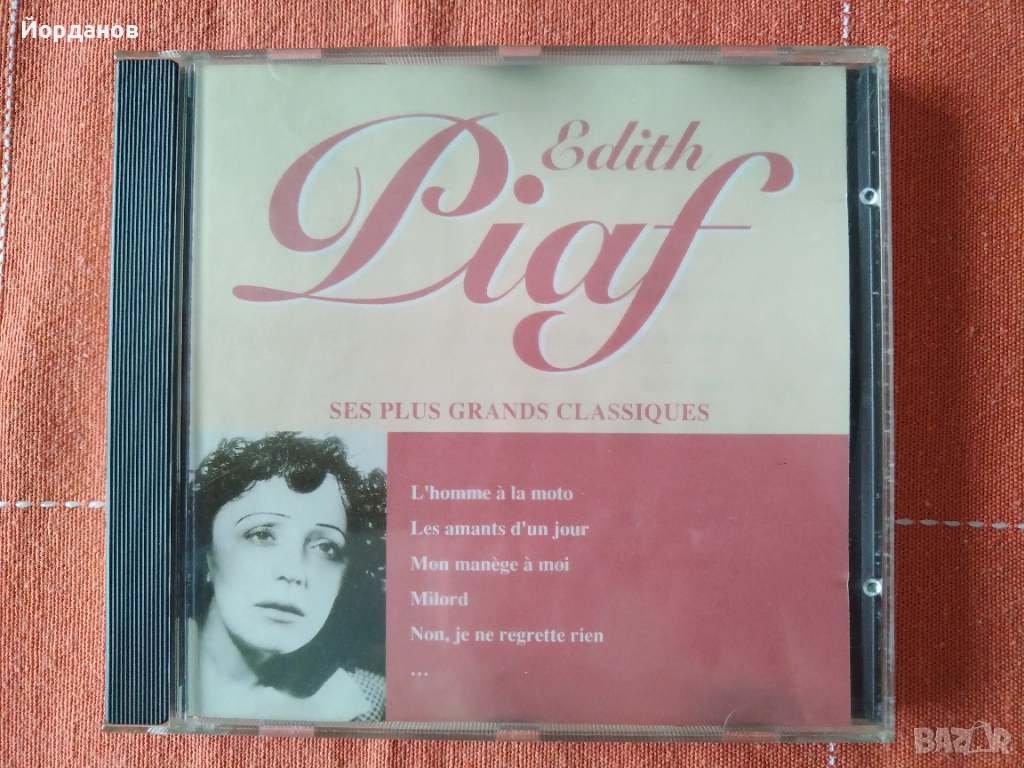 Йорданов
Edith
Piaf
SES PLUS GRANDS CLASSIQUES
L'homme à la moto
Les amants d'un jour
Mon manège à moi
Milord
Non, je ne regrette rien
...
BAZAR